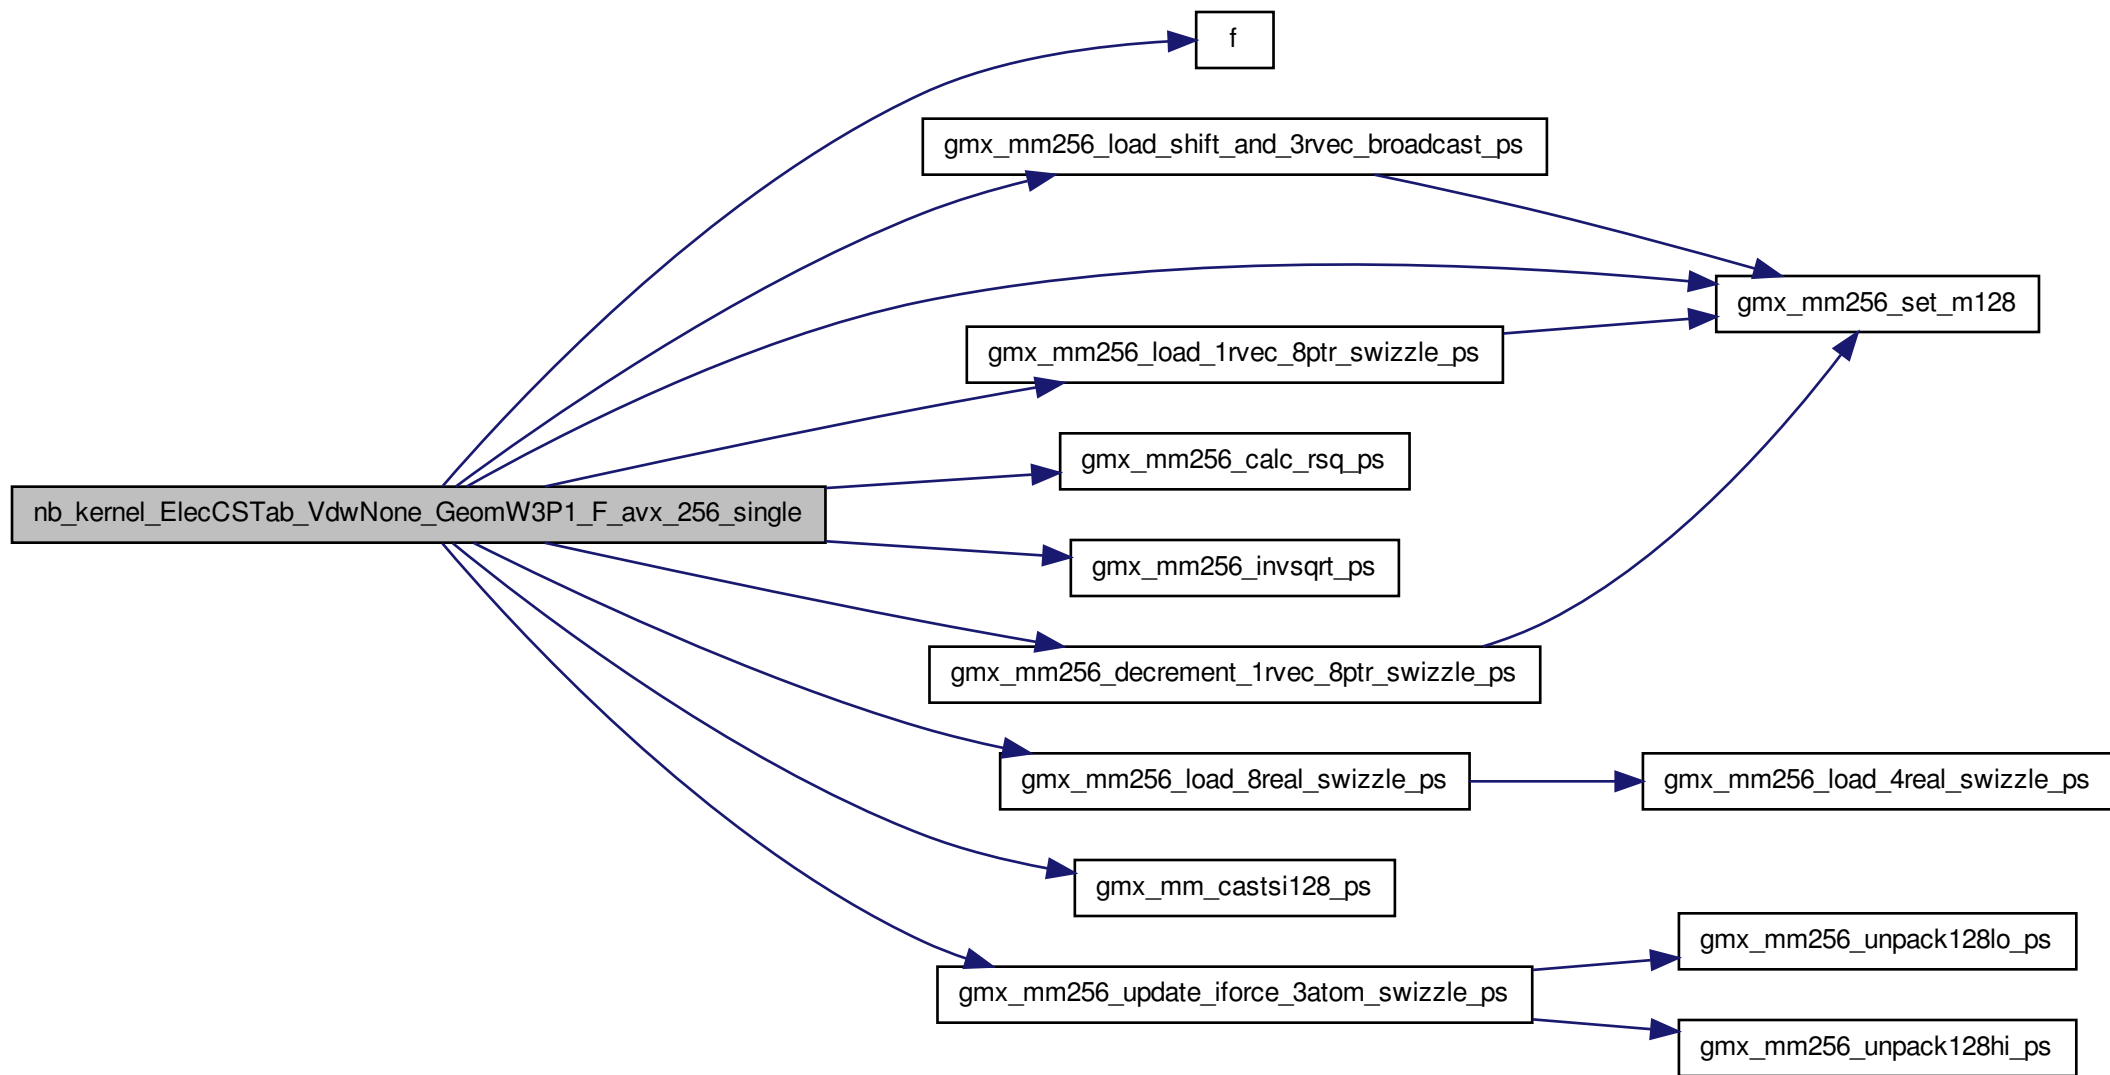 f
gmx_mm256_load_shift_and_3rvec_broadcast_ps
gmx_mm256_set_m128
gmx_mm256_load_1rvec_8ptr_swizzle_ps
gmx_mm256_calc_rsq_ps
nb_kernel_ElecCSTab_VdwNone_GeomW3P1_F_avx_256_single
gmx_mm256_invsqrt_ps
gmx_mm256_decrement_1rvec_8ptr_swizzle_ps
gmx_mm256_load_8real_swizzle_ps
gmx_mm256_load_4real_swizzle_ps
gmx_mm_castsi128_ps
gmx_mm256_unpack128lo_ps
gmx_mm256_update_iforce_3atom_swizzle_ps
gmx_mm256_unpack128hi_ps